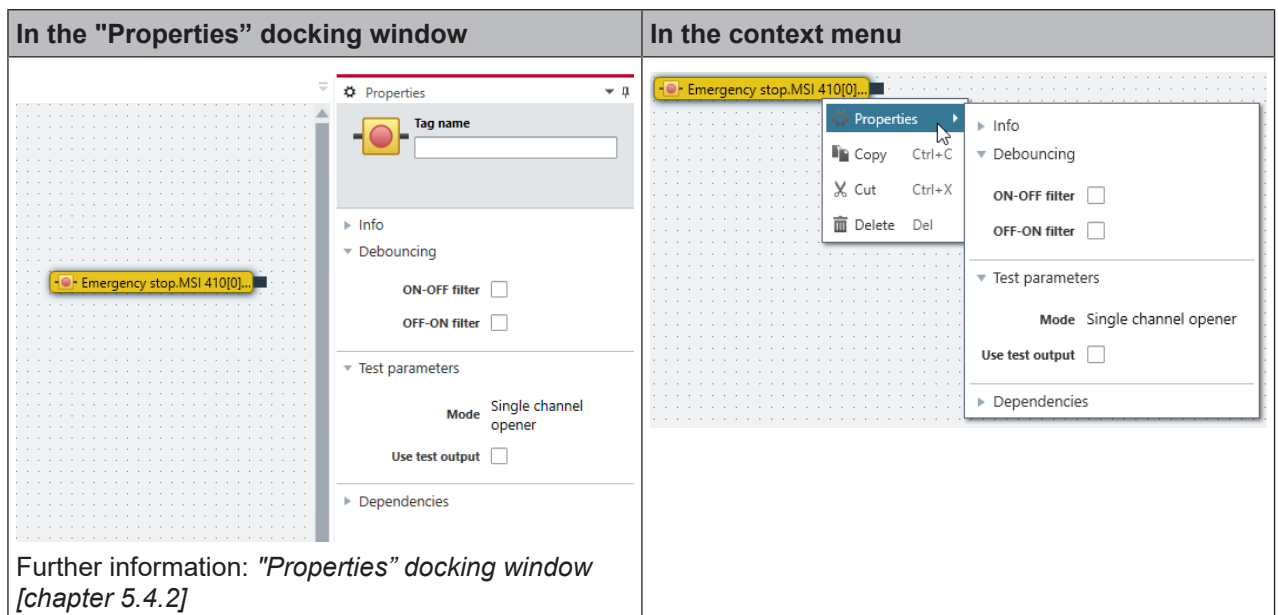 In the "Properties” docking window
In the context menu
Properties
Tag name
Emergency stop.MSI 410[0]...
Info
Debouncing
ON-OFF filter
OFF-ON filter
Test parameters
Mode Single channel
opener
Use test output
Dependencies
Further information: "Properties” docking window
[chapter 5.4.2]
Emergency stop.MSI 410[0]...
Properties
Copy Ctrl+C
Cut Ctrl+X
Delete Del
Info
Debouncing
ON-OFF filter
OFF-ON filter
Test parameters
Mode Single channel opener
Use test output
Dependencies